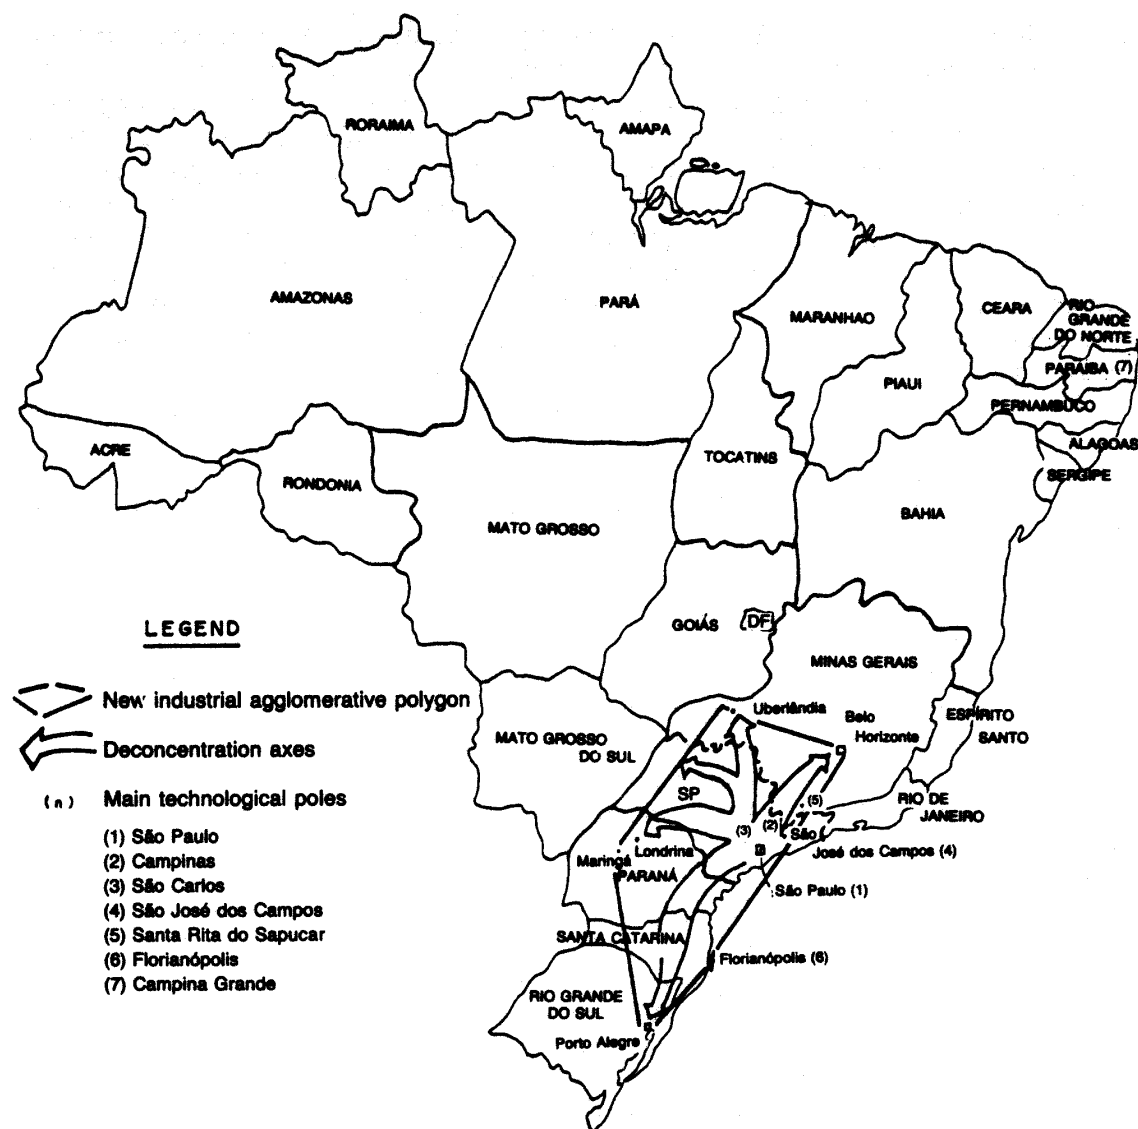 RORAIMA
AMAPA
AMAZONAS
PARÁ
MARANHAO
CEARA
RIO
GRANDE
DO NORTE
PARAIBA (7)
PIAUI
PERNAMBUCO
ACRE
ALAGOAS
TOCATINS
SERGIPE
RONDONIA
BAHIA
MATO GROSSO
GOIÁS
DF
MINAS GERAIS
LEGEND
New industrial agglomerative polygon
Deconcentration axes
(n) Main technological poles
(1) São Paulo
(2) Campinas
(3) São Carlos
(4) São José dos Campos
(5) Santa Rita do Sapucar
(6) Florianópolis
(7) Campina Grande
Uberlândia
Belo
Horizonte
ESPÍRITO
SANTO
MATO GROSSO
DO SUL
SP
(5)
RIO DE
JANEIRO
(3)
(2)
São
José dos Campos (4)
Londrina
Maringá
PARANÁ
São Paulo (1)
SANTA CATARINA
Florianópolis (6)
RIO GRANDE
DO SUL
Porto Alegre